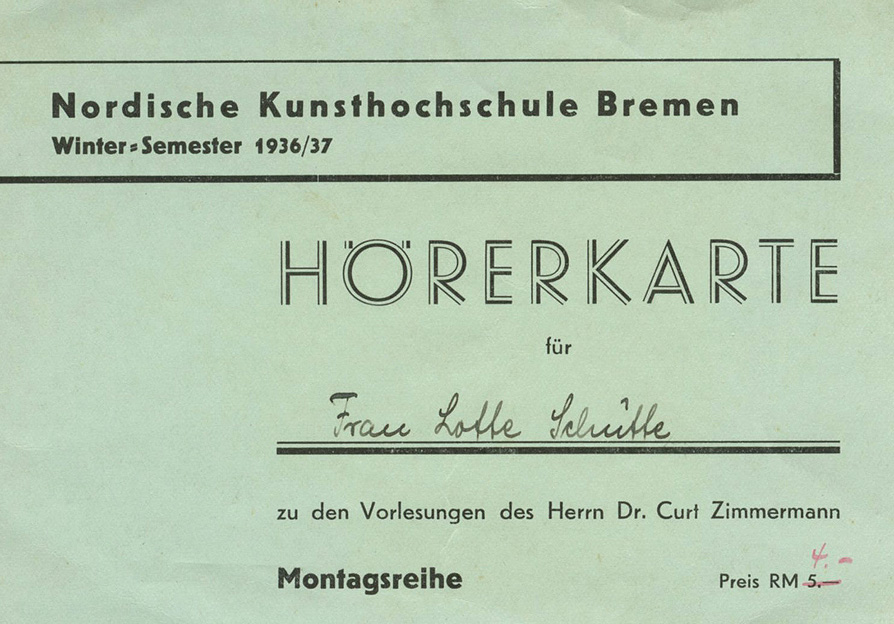 Nordische Kunsthochschule Bremen
Winter=Semester 1936/37
HÖRERKARTE
für
Frau Lotte Schütte
zu den Vorlesungen des Herrn Dr. Curt Zimmermann
4.-
Montagsreihe Preis RM 5.—